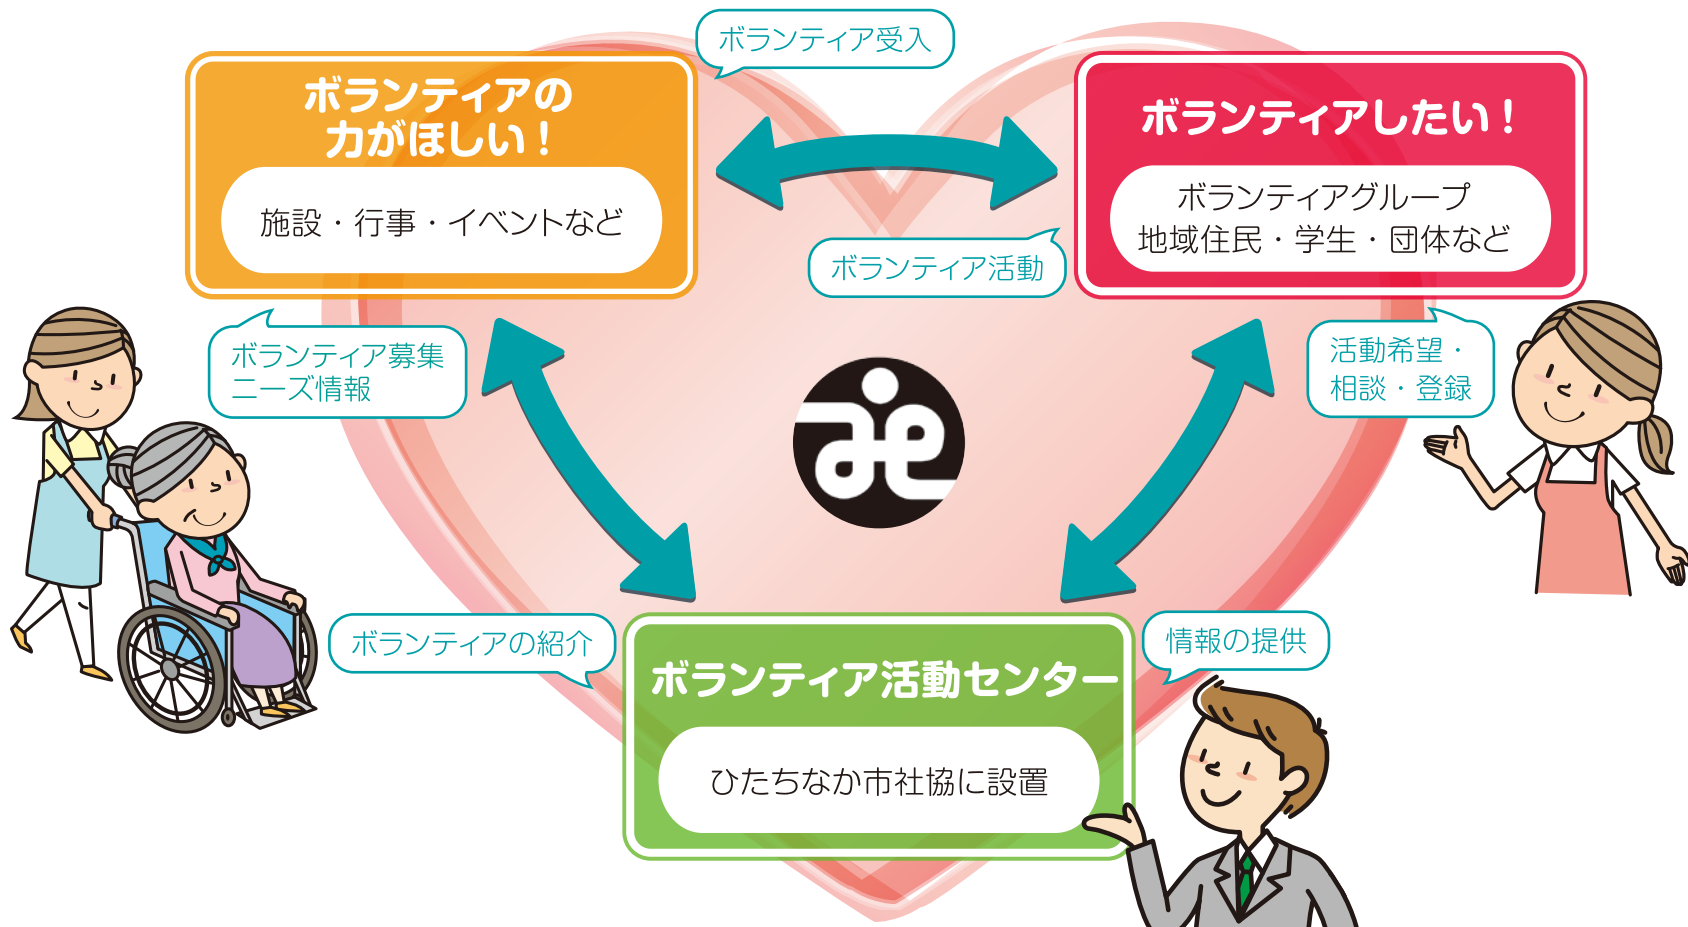 ボランティア受入
ボランティアの
力がほしい！
施設・行事・イベントなど
ボランティアしたい！
ボランティアグループ
地域住民・学生・団体など
ボランティア活動
ボランティア募集
ニーズ情報
活動希望・
相談・登録
ボランティアの紹介
情報の提供
ボランティア活動センター
ひたちなか市社協に設置